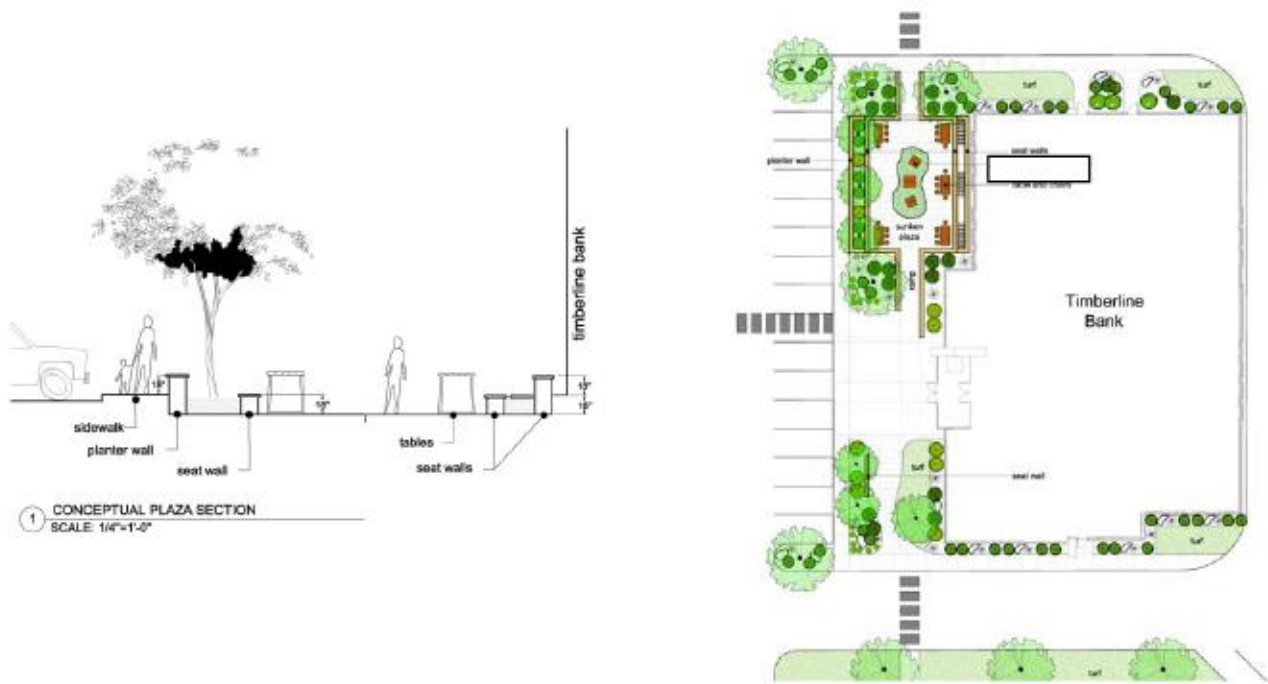 timberline bank
18"
18"
18"
18"
sidewalk
planter wall
seat wall
tables
seat walls
1
CONCEPTUAL PLAZA SECTION
SCALE: 1/4"=1'-0"
turf
turf
planter wall
seat walls
sunken
plaza
ramp
Timberline
Bank
turf
seat wall
turf
turf